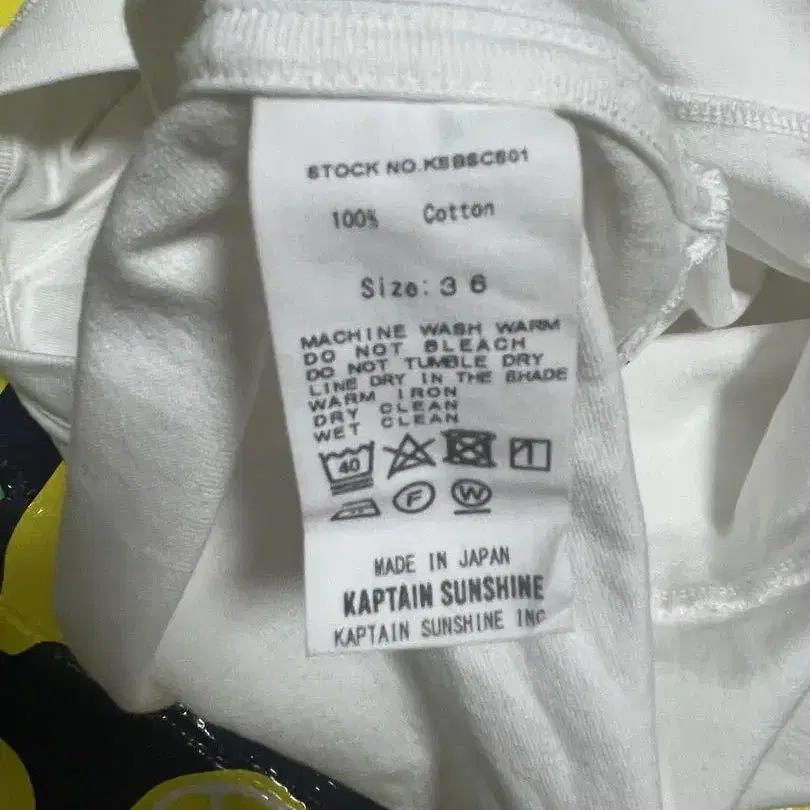 STOCK NO.KSBSCS01
100% Cotton
Size: 36
MACHINE WASH WARM
DO NOT BLEACH
DO NOT TUMBLE DRY
LINE DRY IN THE SHADE
WARM IRON
DRY CLEAN
WET CLEAN
40
F W
MADE IN JAPAN
KAPTAIN SUNSHINE
KAPTAIN SUNSHINE INC